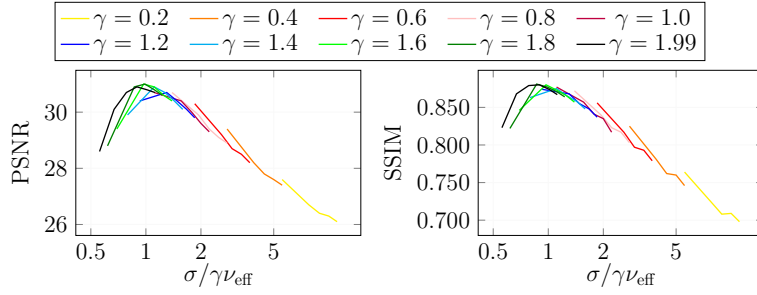 γ = 0.2 γ = 0.4 γ = 0.6 γ = 0.8 γ = 1.0
γ = 1.2 γ = 1.4 γ = 1.6 γ = 1.8 γ = 1.99
PSNR
30
28
26
0.5 1 2 5
σ/γν_eff
SSIM
0.850
0.800
0.750
0.700
0.5 1 2 5
σ/γν_eff